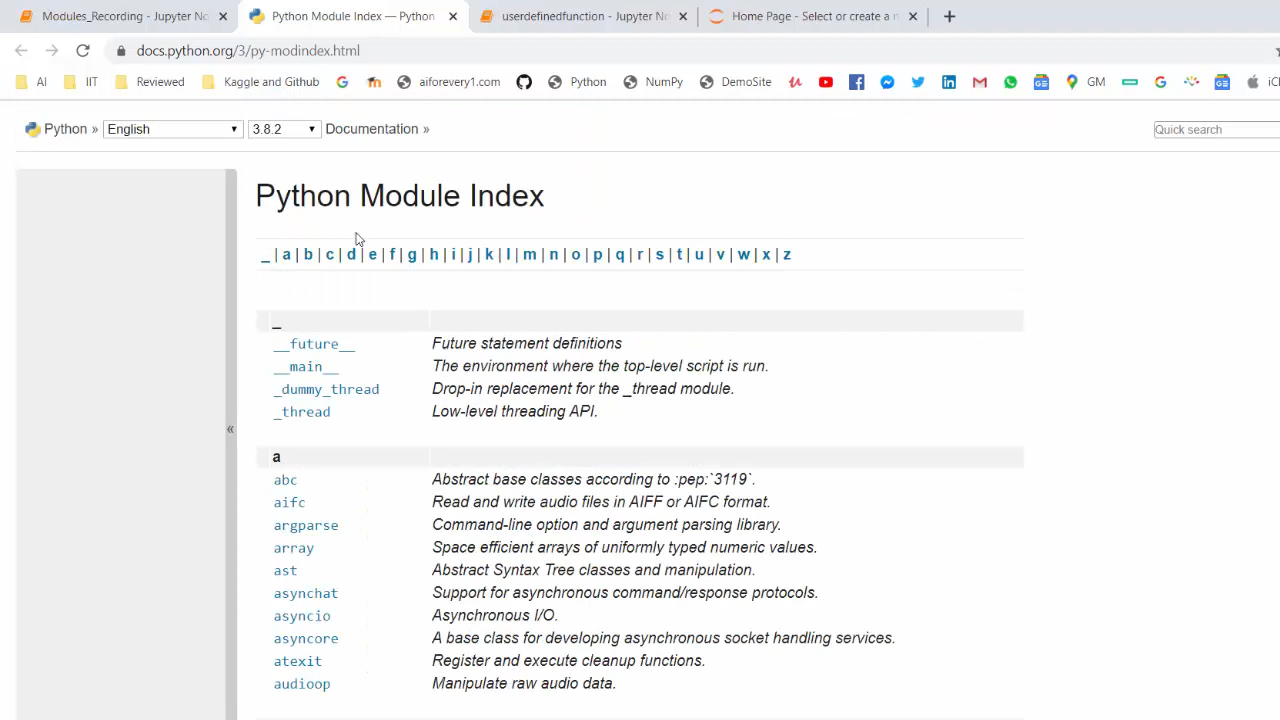 Modules_Recording - Jupyter No
Python Module Index — Python
userdefinedfunction - Jupyter No
Home Page - Select or create a n
docs.python.org/3/py-modindex.html
AI IIT Reviewed Kaggle and Github aiforevery1.com Python NumPy DemoSite GM iCl
Python » English 3.8.2 Documentation »
Quick search
Python Module Index
_ | a | b | c | d | e | f | g | h | i | j | k | l | m | n | o | p | q | r | s | t | u | v | w | x | z
_
__future__ Future statement definitions
__main__ The environment where the top-level script is run.
_dummy_thread Drop-in replacement for the _thread module.
_thread Low-level threading API.
«
a
abc Abstract base classes according to :pep:`3119`.
aifc Read and write audio files in AIFF or AIFC format.
argparse Command-line option and argument parsing library.
array Space efficient arrays of uniformly typed numeric values.
ast Abstract Syntax Tree classes and manipulation.
asynchat Support for asynchronous command/response protocols.
asyncio Asynchronous I/O.
asyncore A base class for developing asynchronous socket handling services.
atexit Register and execute cleanup functions.
audioop Manipulate raw audio data.